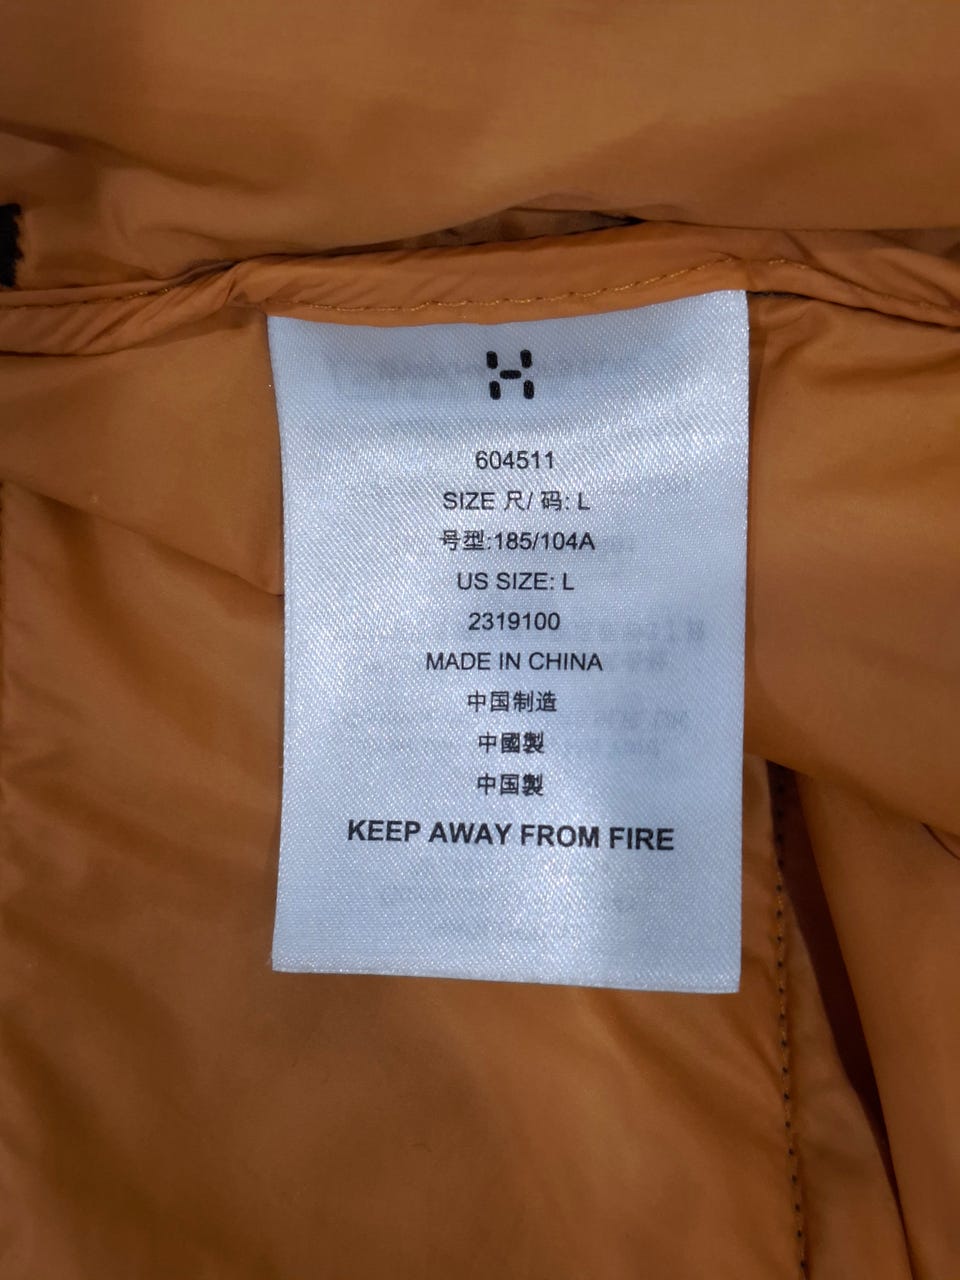 604511
SIZE 尺/ 码: L
号型:185/104A
US SIZE: L
2319100
MADE IN CHINA
中国制造
中國製
中国製
KEEP AWAY FROM FIRE